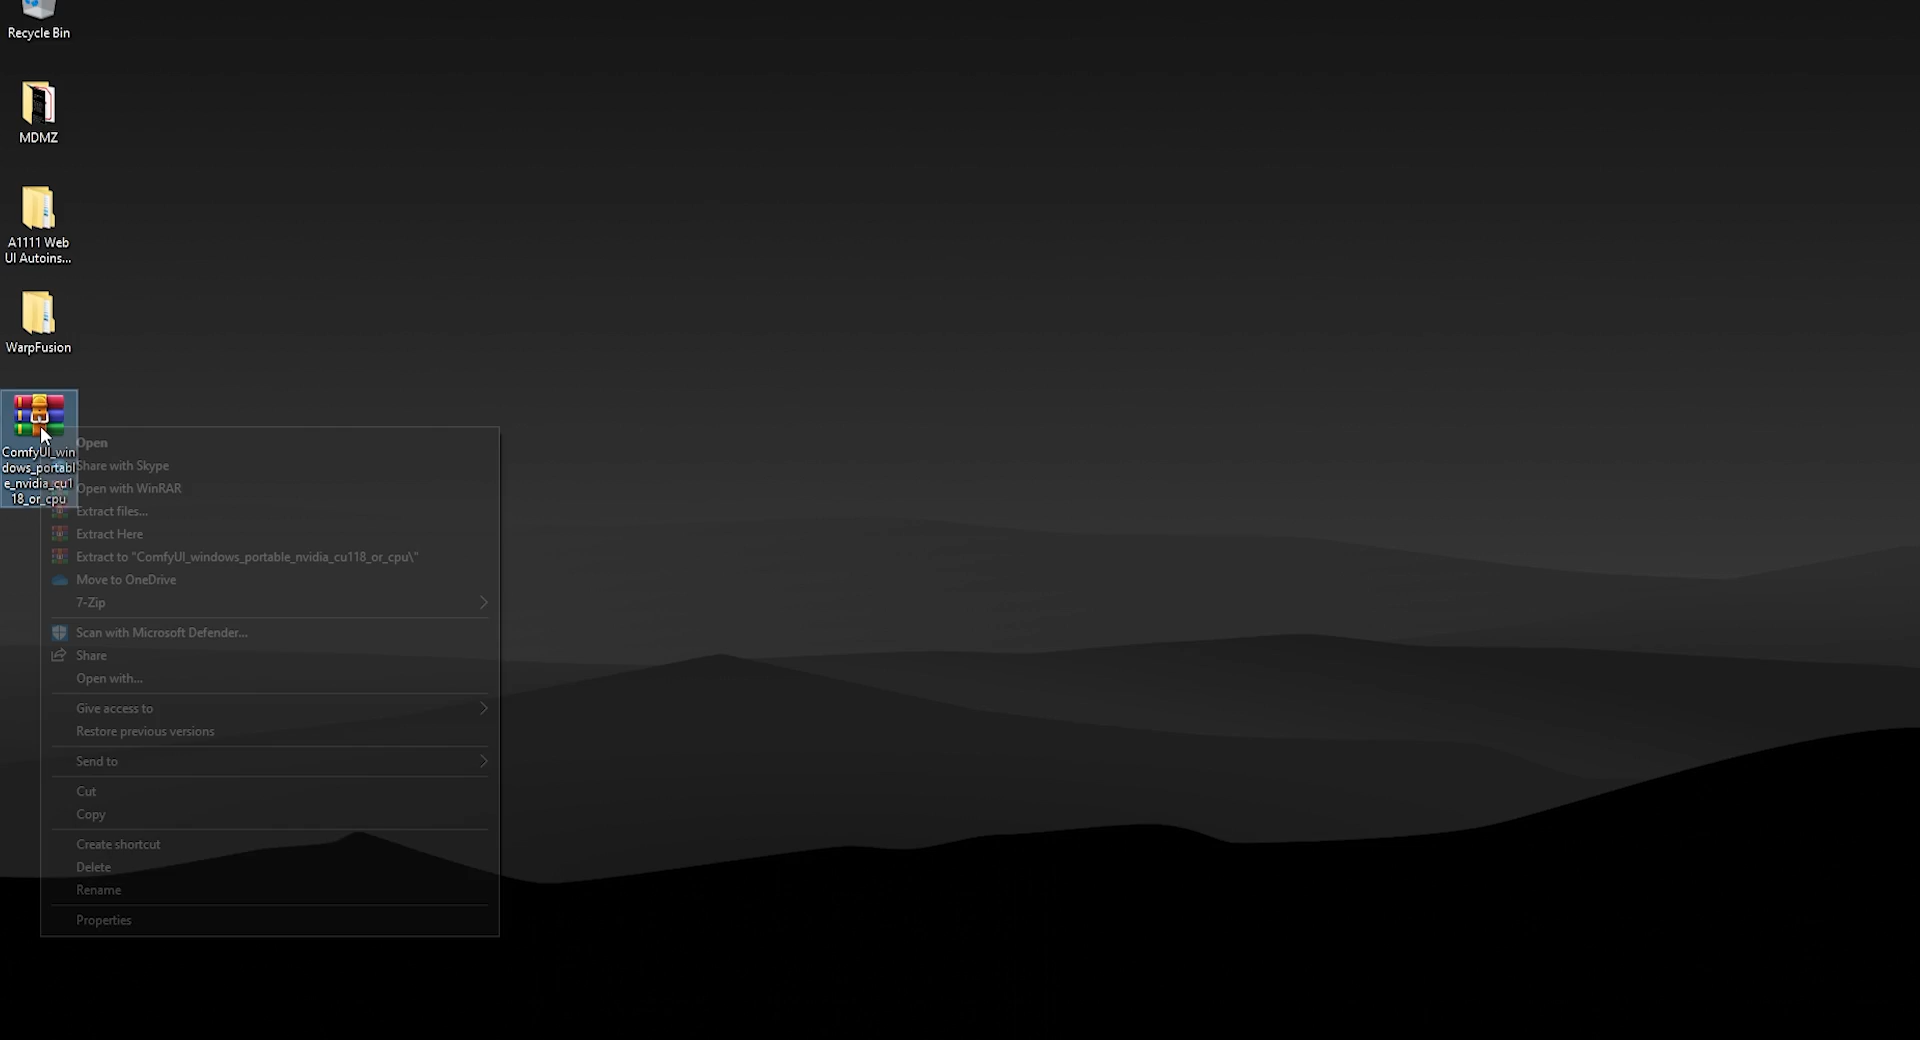 Recycle Bin
MDMZ
A1111 Web
UI Autoins...
WarpFusion
ComfyUI_win
dows_portabl
e_nvidia_cu1
18_or_cpu
Open
Share with Skype
Open with WinRAR
Extract files...
Extract Here
Extract to "ComfyUI_windows_portable_nvidia_cu118_or_cpu\"
Move to OneDrive
7-Zip
Scan with Microsoft Defender...
Share
Open with...
Give access to
Restore previous versions
Send to
Cut
Copy
Create shortcut
Delete
Rename
Properties